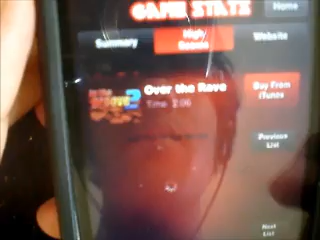 GAME STATE
Home
Summary
High
Scores
Website
Over the Rave
Time 2:06
Buy From
iTunes
Previous
List
Next
List